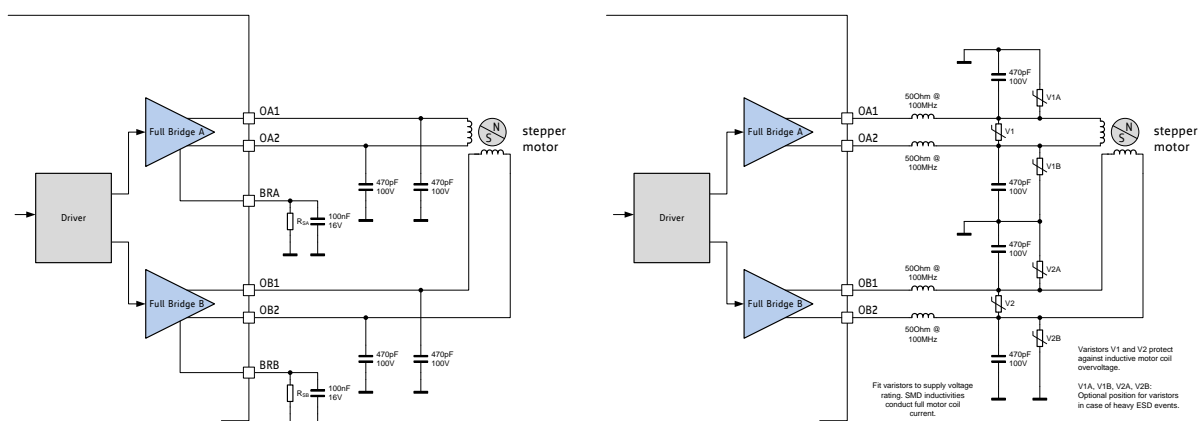 Driver
Full Bridge A
Full Bridge B
OA1
OA2
BRA
OB1
OB2
BRB
RSA
100nF
16V
RSB
100nF
16V
470pF
100V
470pF
100V
470pF
100V
470pF
100V
N
S
stepper
motor
Driver
Full Bridge A
Full Bridge B
OA1
OA2
OB1
OB2
50Ohm @
100MHz
50Ohm @
100MHz
50Ohm @
100MHz
50Ohm @
100MHz
470pF
100V
V1A
V1
470pF
100V
V1B
470pF
100V
V2A
V2
470pF
100V
V2B
N
S
stepper
motor
Fit varistors to supply voltage
rating. SMD inductivities
conduct full motor coil
current.
Varistors V1 and V2 protect
against inductive motor coil
overvoltage.
V1A, V1B, V2A, V2B:
Optional position for varistors
in case of heavy ESD events.